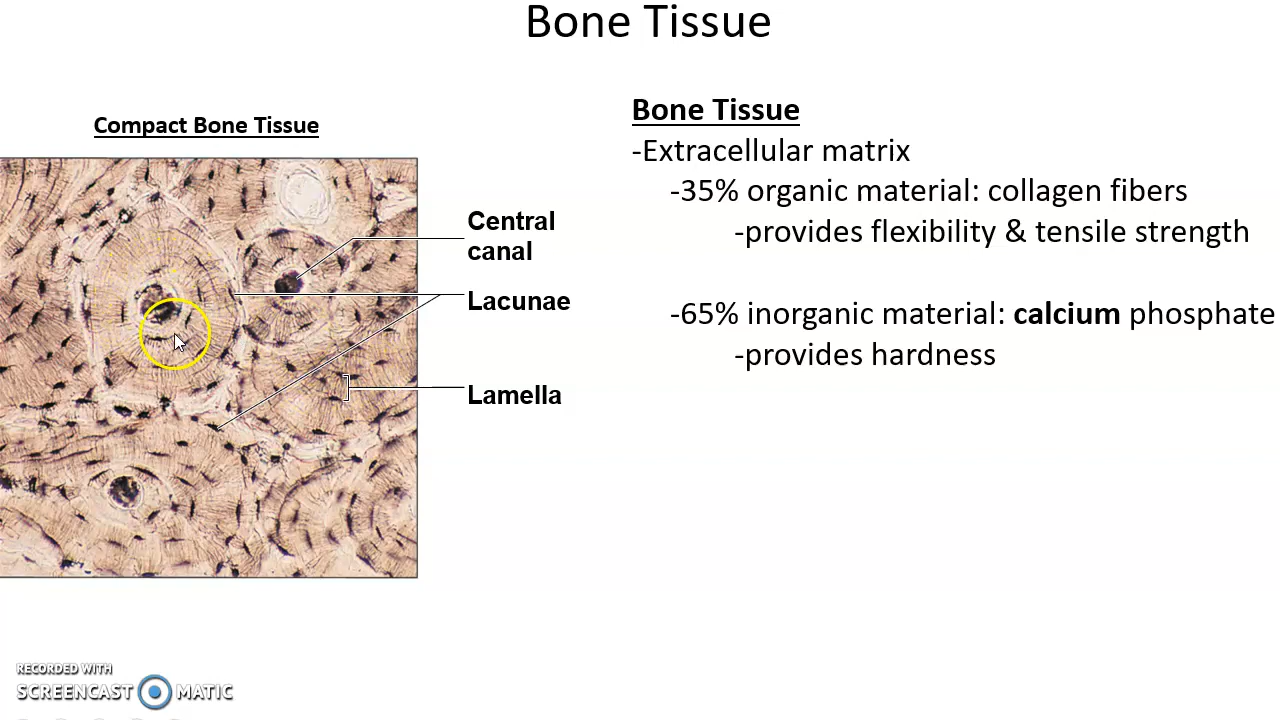 Bone Tissue
Compact Bone Tissue
Central
canal
Lacunae
Lamella
Bone Tissue
-Extracellular matrix
-35% organic material: collagen fibers
-provides flexibility & tensile strength
-65% inorganic material: calcium phosphate
-provides hardness
RECORDED WITH
SCREENCAST MATIC